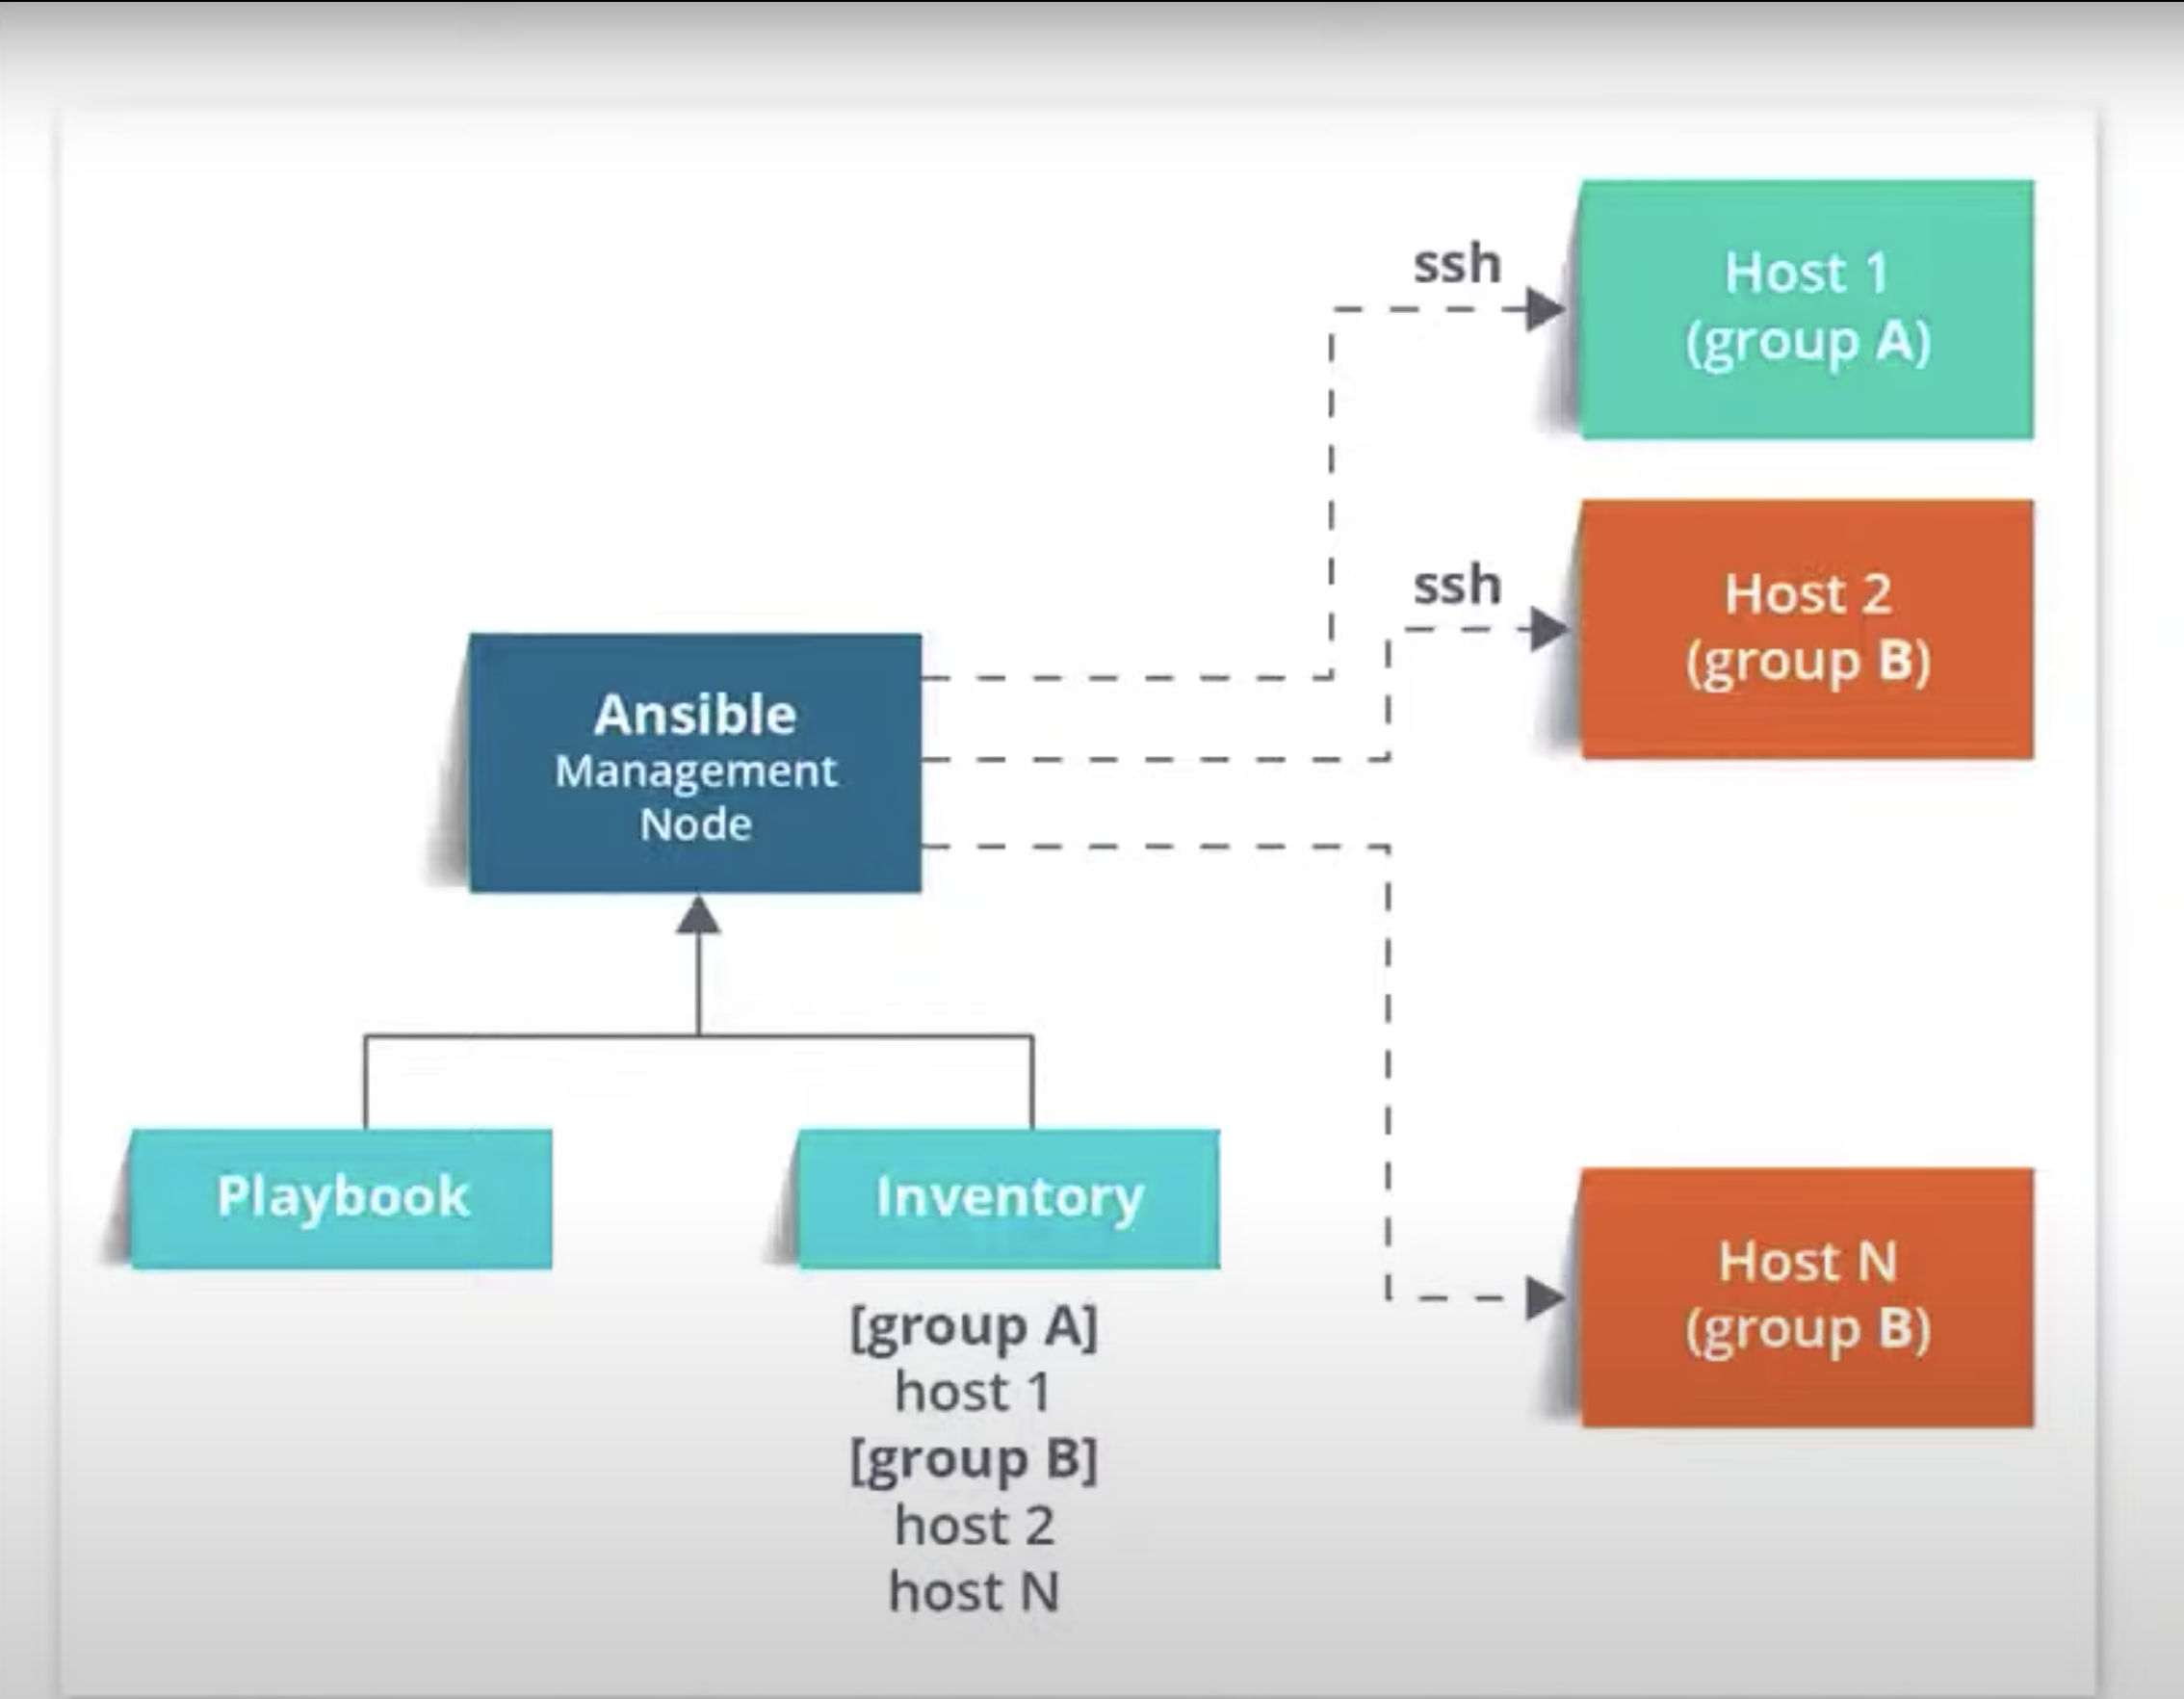 ssh
Host 1
(group A)
ssh
Host 2
(group B)
Ansible
Management
Node
Playbook
Inventory
[group A]
host 1
[group B]
host 2
host N
Host N
(group B)